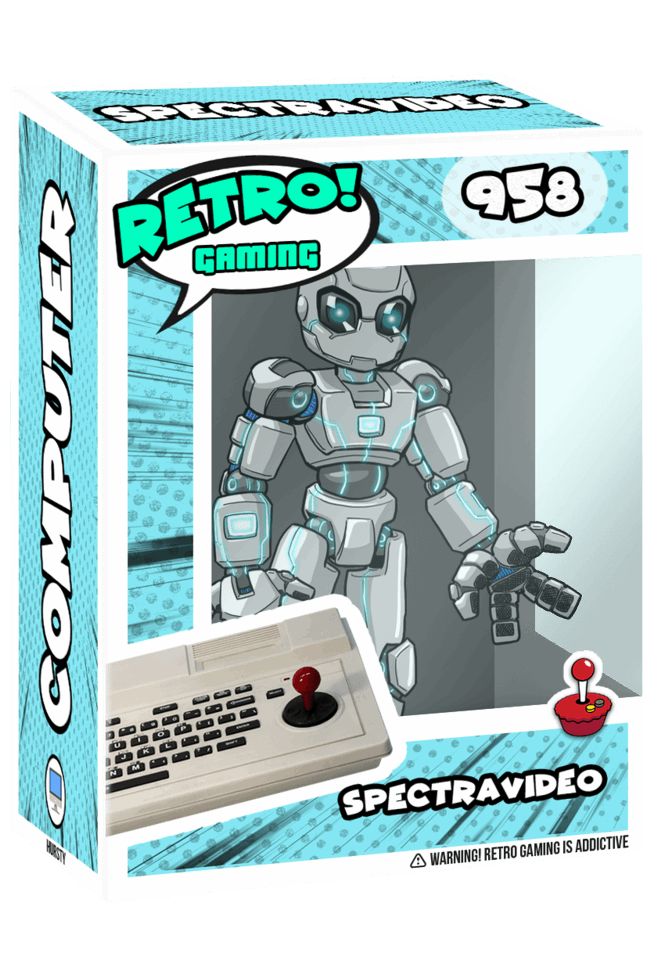 SPECTRAVIDEO
RETRO!
GAMING
958
COMPUTER
SPECTRAVIDEO
WARNING! RETRO GAMING IS ADDICTIVE
HURSTY